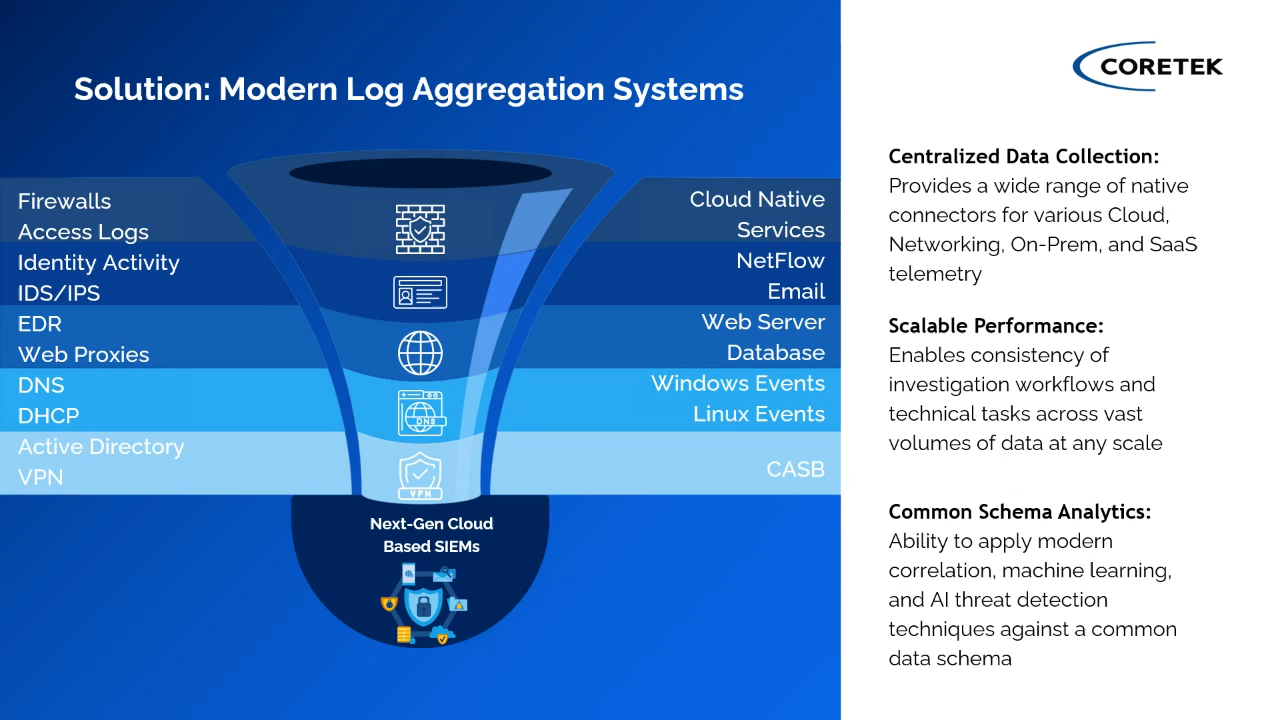 Solution: Modern Log Aggregation Systems
Firewalls
Access Logs
Identity Activity
IDS/IPS
EDR
Web Proxies
DNS
DHCP
Active Directory
VPN
Cloud Native
Services
NetFlow
Email
Web Server
Database
Windows Events
Linux Events
CASB
DNS
VPN
Next-Gen Cloud
Based SIEMs
CORETEK
Centralized Data Collection:
Provides a wide range of native
connectors for various Cloud,
Networking, On-Prem, and SaaS
telemetry
Scalable Performance:
Enables consistency of
investigation workflows and
technical tasks across vast
volumes of data at any scale
Common Schema Analytics:
Ability to apply modern
correlation, machine learning,
and AI threat detection
techniques against a common
data schema